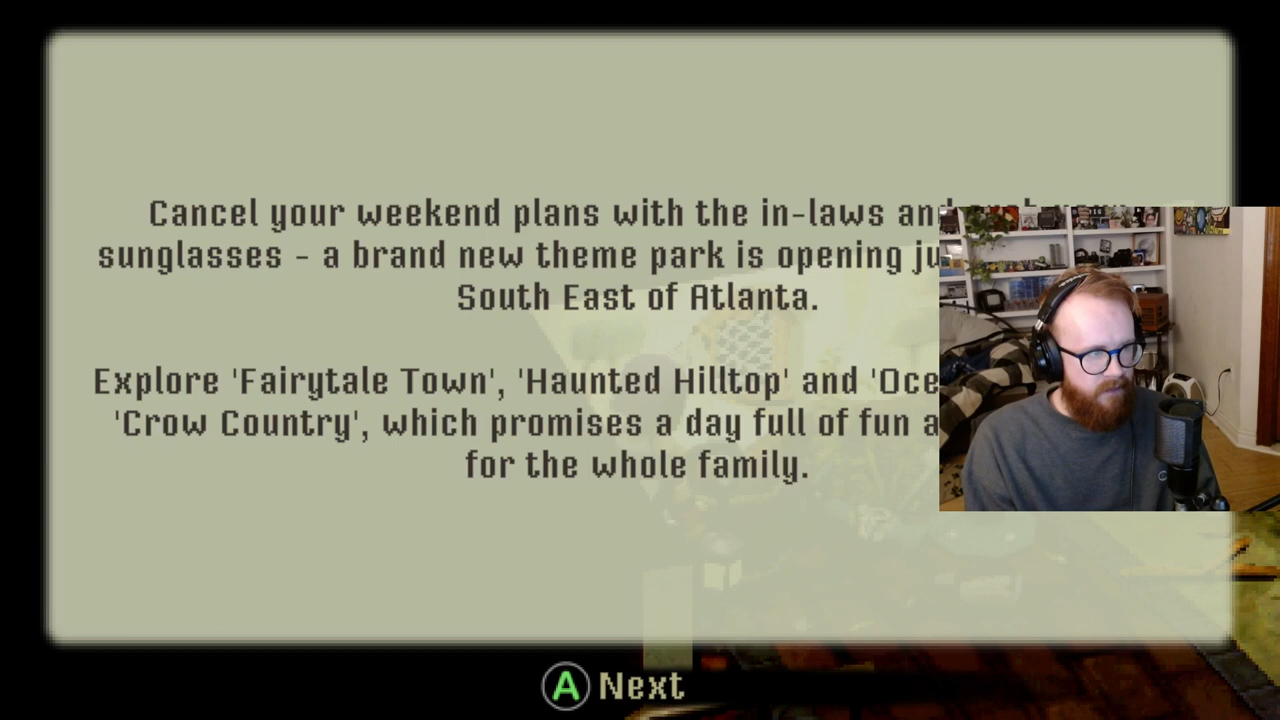 Cancel your weekend plans with the in-laws and
sunglasses - a brand new theme park is opening
South East of Atlanta.
Explore 'Fairytale Town', 'Haunted Hilltop' and
'Crow Country', which promises a day full of fun
for the whole family.
A Next